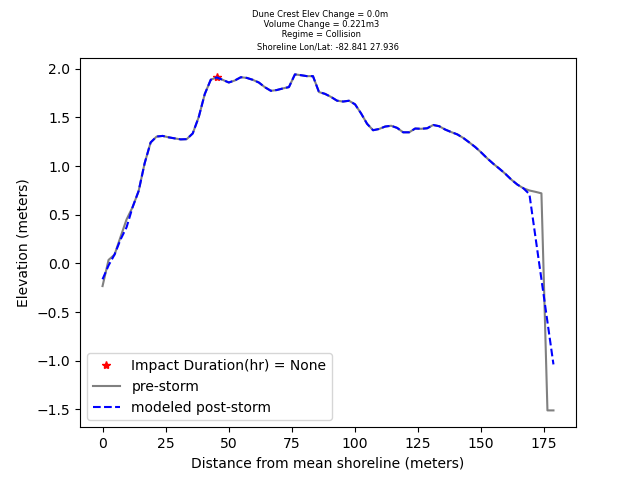 Dune Crest Elev Change = 0.0m
Volume Change = 0.221m3
Regime = Collision
Shoreline Lon/Lat: -82.841 27.936
2.0
1.5
1.0
0.5
0.0
−0.5
−1.0
−1.5
Elevation (meters)
Impact Duration(hr) = None
pre-storm
modeled post-storm
0 25 50 75 100 125 150 175
Distance from mean shoreline (meters)